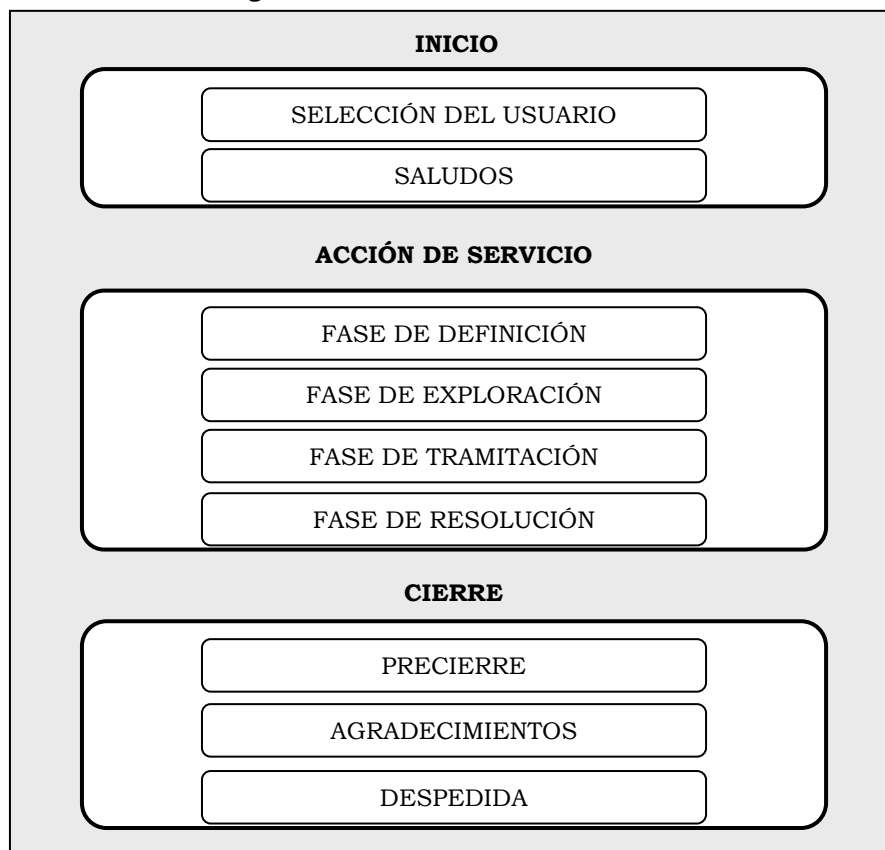 INICIO
SELECCIÓN DEL USUARIO
SALUDOS
ACCIÓN DE SERVICIO
FASE DE DEFINICIÓN
FASE DE EXPLORACIÓN
FASE DE TRAMITACIÓN
FASE DE RESOLUCIÓN
CIERRE
PRECIERRE
AGRADECIMIENTOS
DESPEDIDA